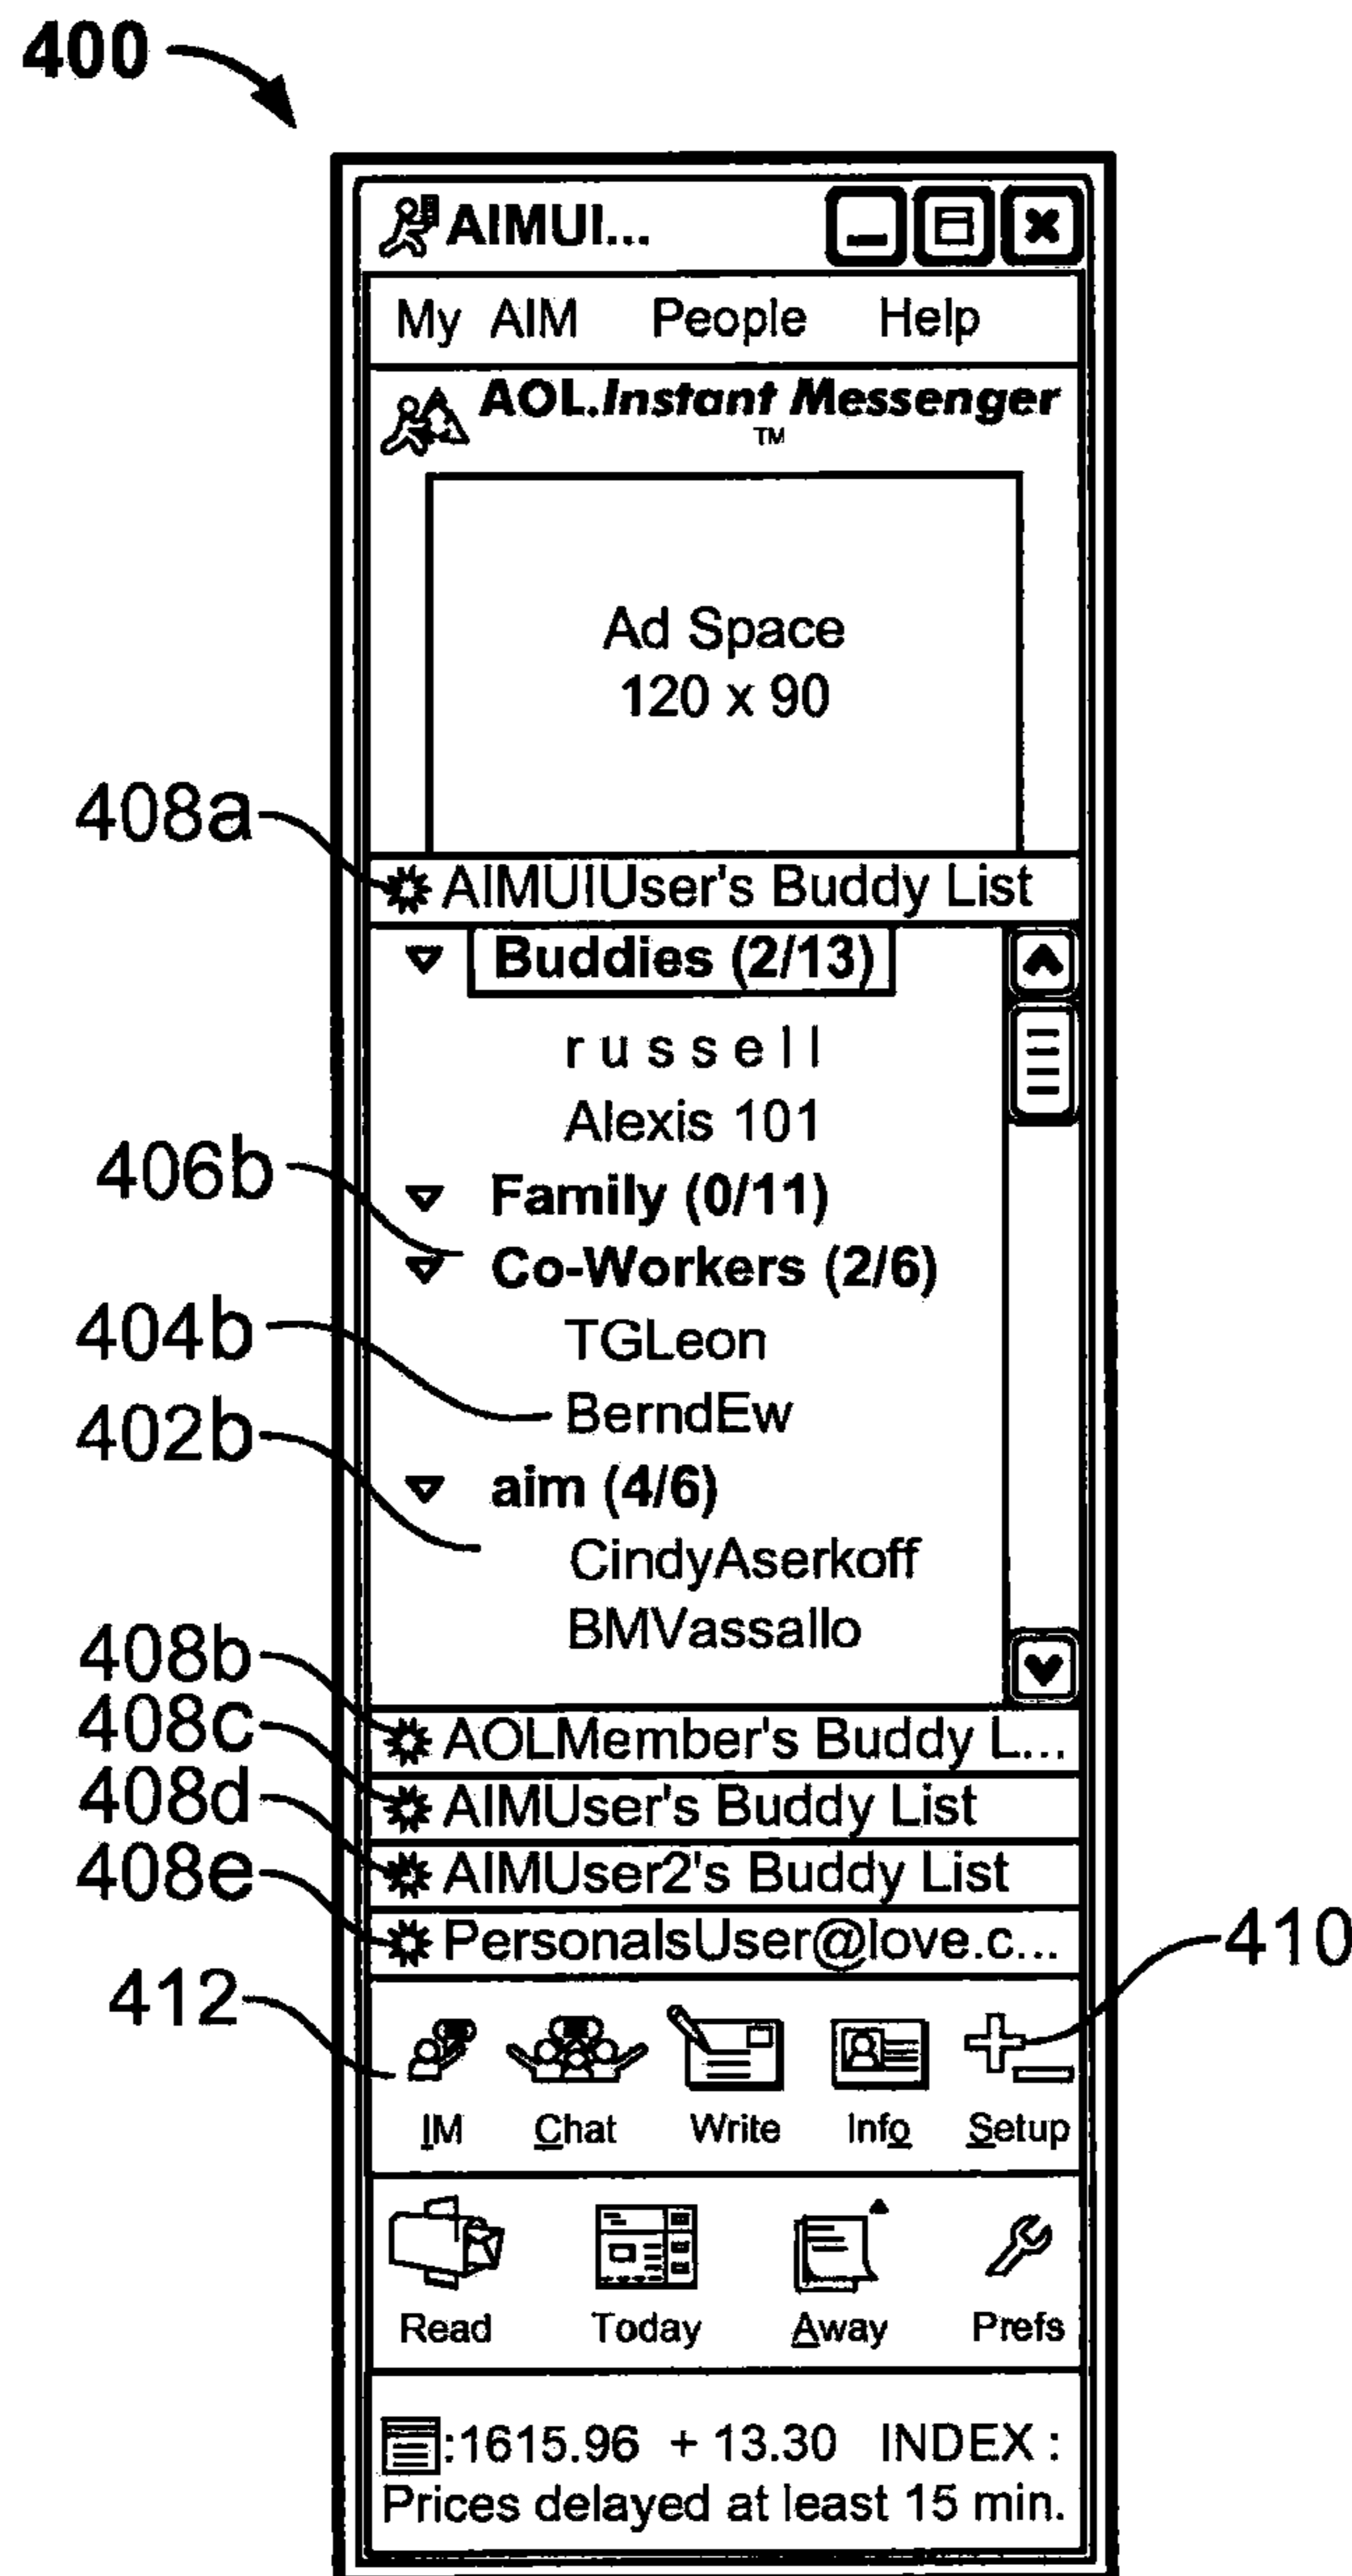 400
AIMUI...
My AIM People Help
AOL.Instant Messenger
TM
Ad Space
120 x 90
408a
AIMUIUser's Buddy List
Buddies (2/13)
russell
Alexis 101
406b
Family (0/11)
Co-Workers (2/6)
404b
TGLeon
BerndEw
402b
aim (4/6)
CindyAserkoff
BMVassallo
408b
AOLMember's Buddy L...
408c
AIMUser's Buddy List
408d
AIMUser2's Buddy List
408e
PersonalsUser@love.c...
410
412
IM Chat Write Info Setup
Read Today Away Prefs
:1615.96 + 13.30 INDEX :
Prices delayed at least 15 min.